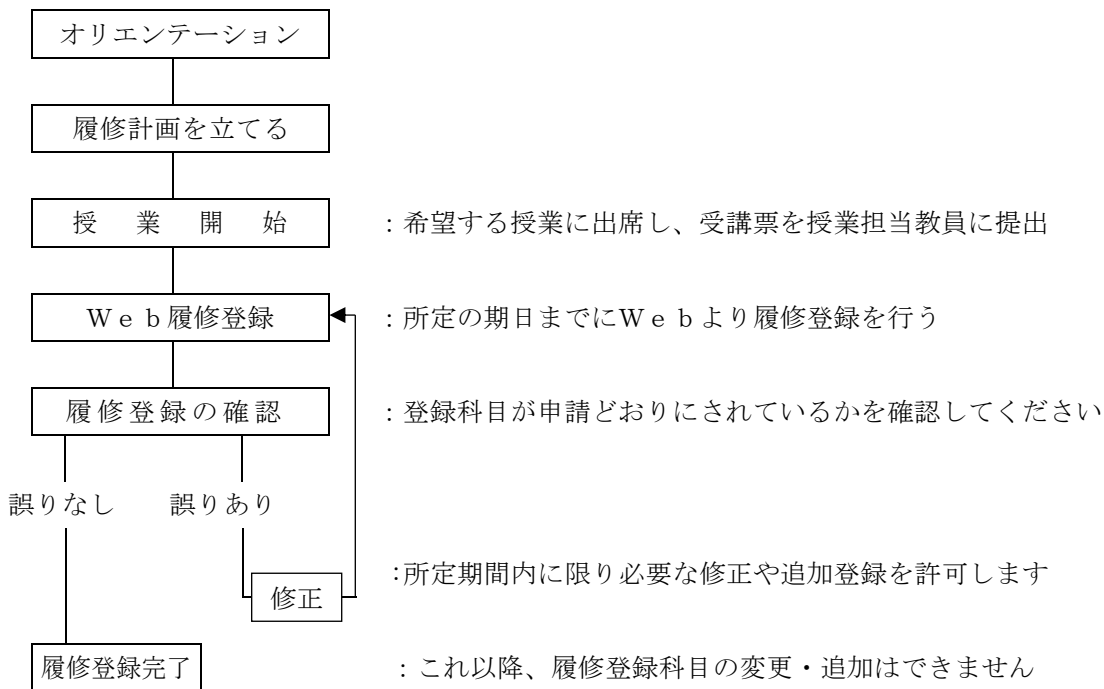 オリエンテーション
履修計画を立てる
授　業　開　始　：希望する授業に出席し、受講票を授業担当教員に提出
Ｗｅｂ履修登録　：所定の期日までにＷｅｂより履修登録を行う
履修登録の確認　：登録科目が申請どおりにされているかを確認してください
誤りなし　誤りあり
：所定期間内に限り必要な修正や追加登録を許可します
修正
履修登録完了　：これ以降、履修登録科目の変更・追加はできません